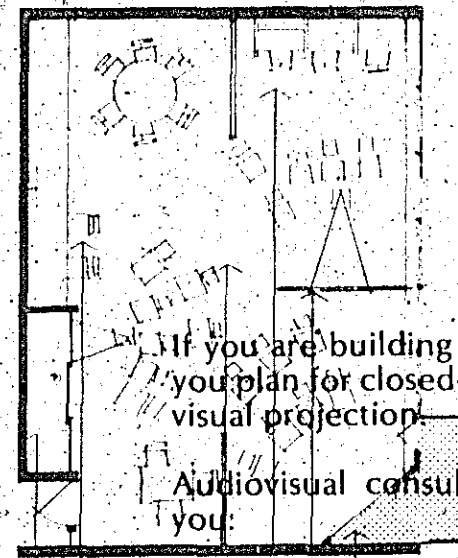 If you are building
you plan for closed-
visual projection.
Audiovisual consul
you: